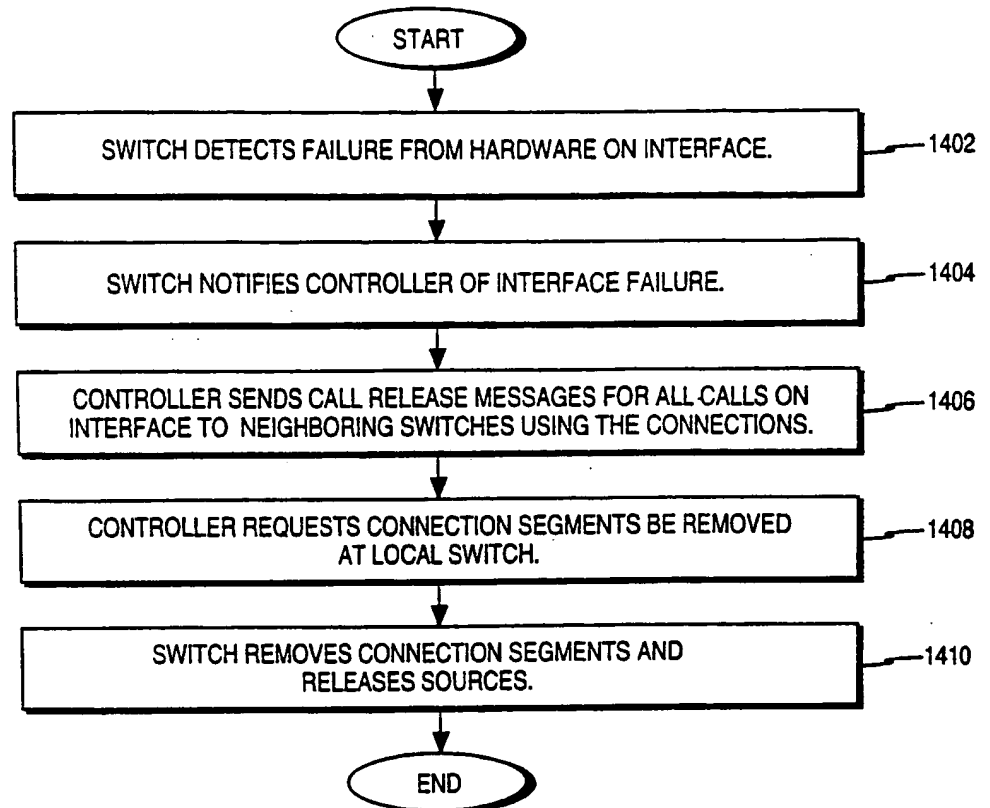 START
SWITCH DETECTS FAILURE FROM HARDWARE ON INTERFACE.
1402
SWITCH NOTIFIES CONTROLLER OF INTERFACE FAILURE.
1404
CONTROLLER SENDS CALL RELEASE MESSAGES FOR ALL CALLS ON
INTERFACE TO NEIGHBORING SWITCHES USING THE CONNECTIONS.
1406
CONTROLLER REQUESTS CONNECTION SEGMENTS BE REMOVED
AT LOCAL SWITCH.
1408
SWITCH REMOVES CONNECTION SEGMENTS AND
RELEASES SOURCES.
1410
END